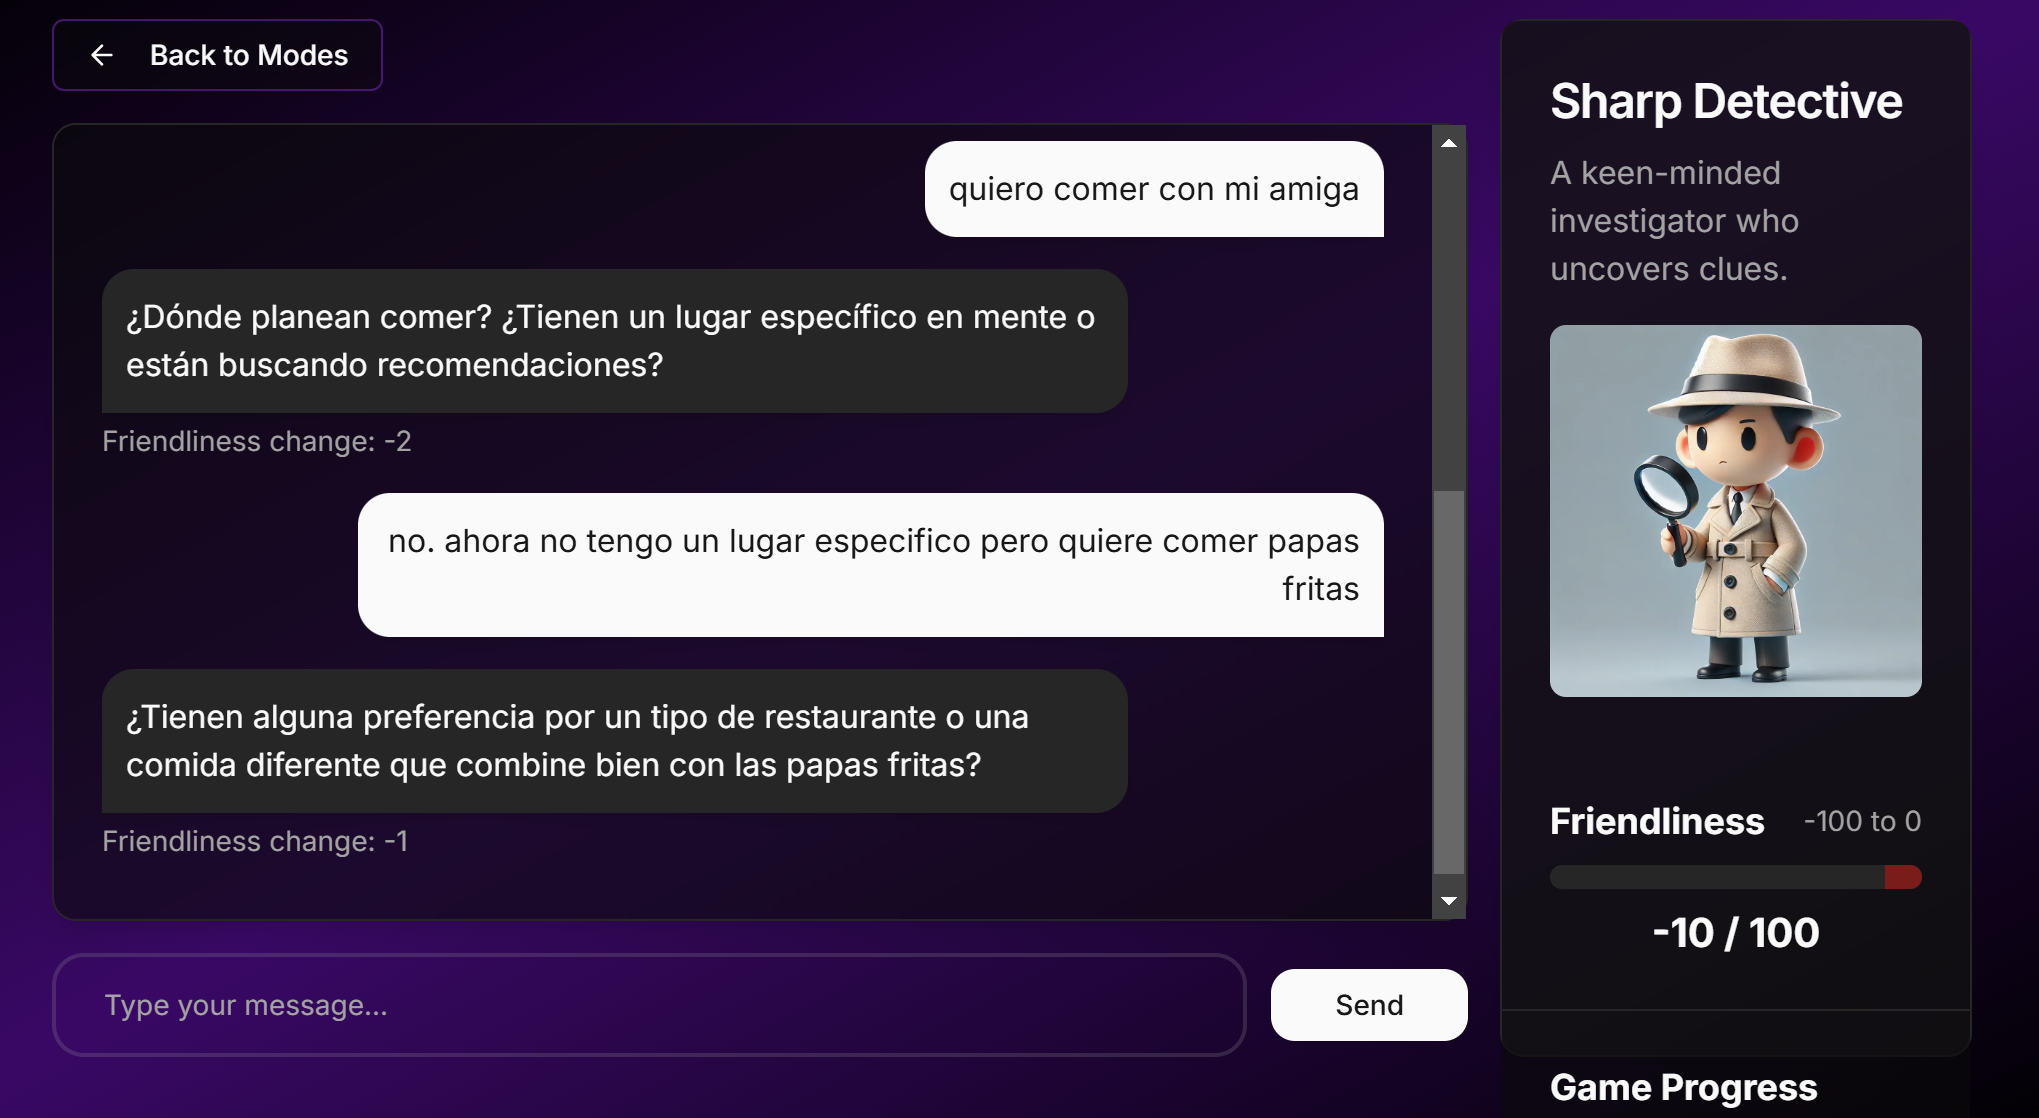 Back to Modes
quiero comer con mi amiga
¿Dónde planean comer? ¿Tienen un lugar específico en mente o
están buscando recomendaciones?
Friendliness change: -2
no. ahora no tengo un lugar especifico pero quiere comer papas
fritas
¿Tienen alguna preferencia por un tipo de restaurante o una
comida diferente que combine bien con las papas fritas?
Friendliness change: -1
Type your message...
Send
Sharp Detective
A keen-minded
investigator who
uncovers clues.
Friendliness -100 to 0
-10 / 100
Game Progress